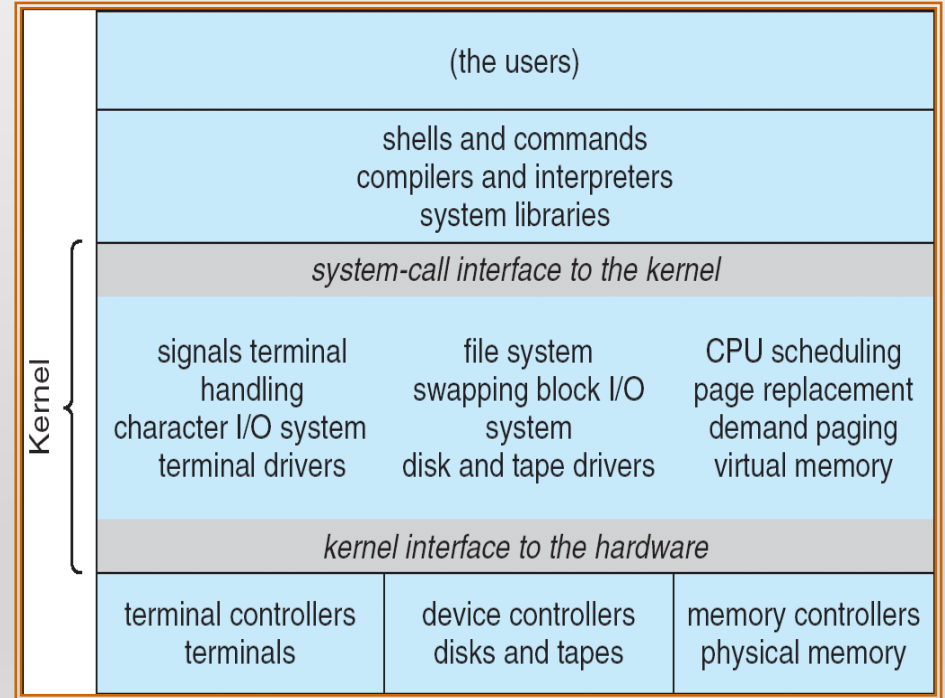 (the users)
shells and commands
compilers and interpreters
system libraries
Kernel
system-call interface to the kernel
signals terminal
handling
character I/O system
terminal drivers
file system
swapping block I/O
system
disk and tape drivers
CPU scheduling
page replacement
demand paging
virtual memory
kernel interface to the hardware
terminal controllers
terminals
device controllers
disks and tapes
memory controllers
physical memory